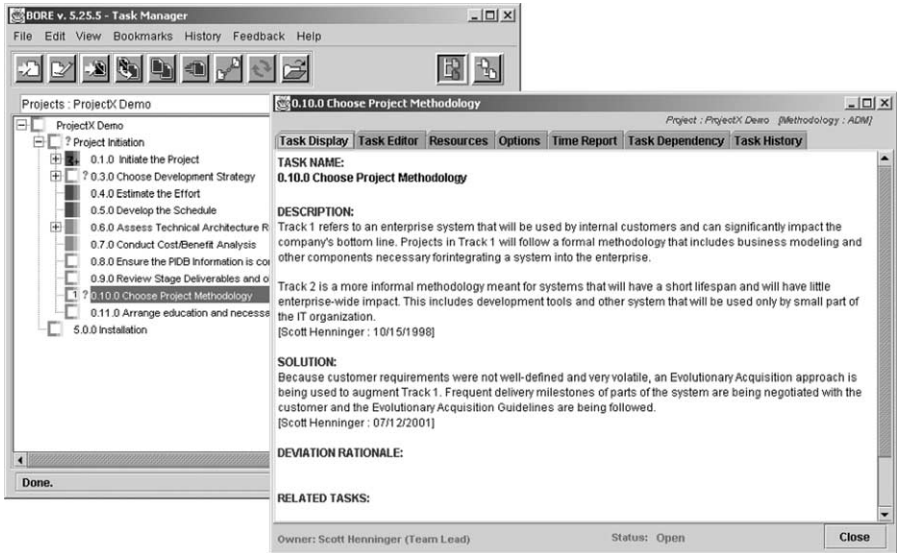 BORE v. 5.25.5 - Task Manager
File Edit View Bookmarks History Feedback Help
Projects : ProjectX Demo
ProjectX Demo
? Project Initiation
0.1.0 Initiate the Project
? 0.3.0 Choose Development Strategy
0.4.0 Estimate the Effort
0.5.0 Develop the Schedule
0.6.0 Assess Technical Architecture R
0.7.0 Conduct Cost/Benefit Analysis
0.8.0 Ensure the PIDB Information is co
0.9.0 Review Stage Deliverables and o
1 ? 0.10.0 Choose Project Methodology
0.11.0 Arrange education and necessa
5.0.0 Installation
Done.
0.10.0 Choose Project Methodology
Project : ProjectX Demo [Methodology : ADM]
Task Display Task Editor Resources Options Time Report Task Dependency Task History
TASK NAME:
0.10.0 Choose Project Methodology
DESCRIPTION:
Track 1 refers to an enterprise system that will be used by internal customers and can significantly impact the
company's bottom line. Projects in Track 1 will follow a formal methodology that includes business modeling and
other components necessary forintegrating a system into the enterprise.
Track 2 is a more informal methodology meant for systems that will have a short lifespan and will have little
enterprise-wide impact. This includes development tools and other system that will be used only by small part of
the IT organization.
[Scott Henninger : 10/15/1998]
SOLUTION:
Because customer requirements were not well-defined and very volatile, an Evolutionary Acquisition approach is
being used to augment Track 1. Frequent delivery milestones of parts of the system are being negotiated with the
customer and the Evolutionary Acquisition Guidelines are being followed.
[Scott Henninger : 07/12/2001]
DEVIATION RATIONALE:
RELATED TASKS:
Owner: Scott Henninger (Team Lead) Status: Open Close